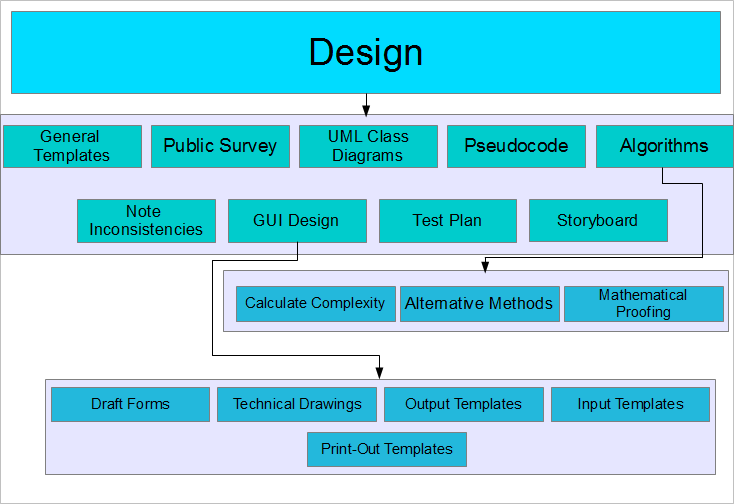 Design
General
Templates
Public Survey
UML Class
Diagrams
Pseudocode
Algorithms
Note
Inconsistencies
GUI Design
Test Plan
Storyboard
Calculate Complexity
Alternative Methods
Mathematical
Proofing
Draft Forms
Technical Drawings
Output Templates
Input Templates
Print-Out Templates